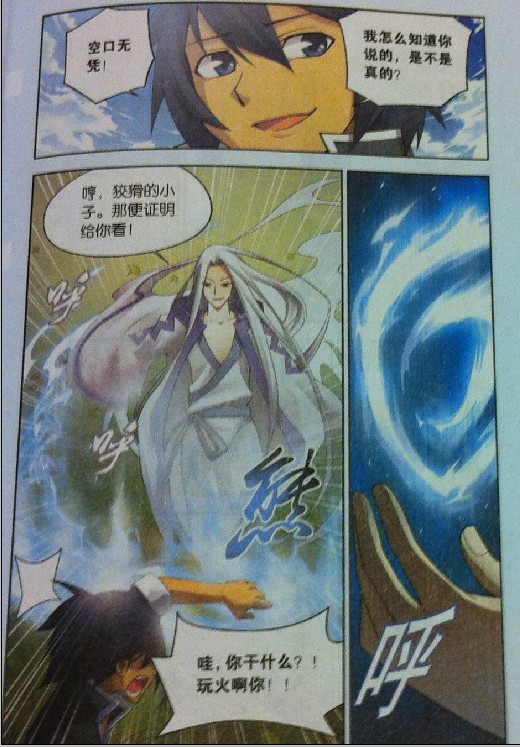 空口无
凭！
我怎么知道你
说的，是不是
真的？
哼，狡猾的小
子。那便证明
给你看！
呼
呼
熊
呼
哇，你干什么？！
玩火啊你！！